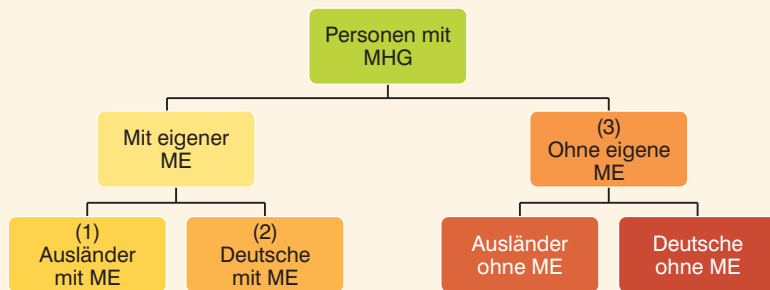 Personen mit
MHG
Mit eigener
ME
(3)
Ohne eigene
ME
(1)
Ausländer
mit ME
(2)
Deutsche
mit ME
Ausländer
ohne ME
Deutsche
ohne ME